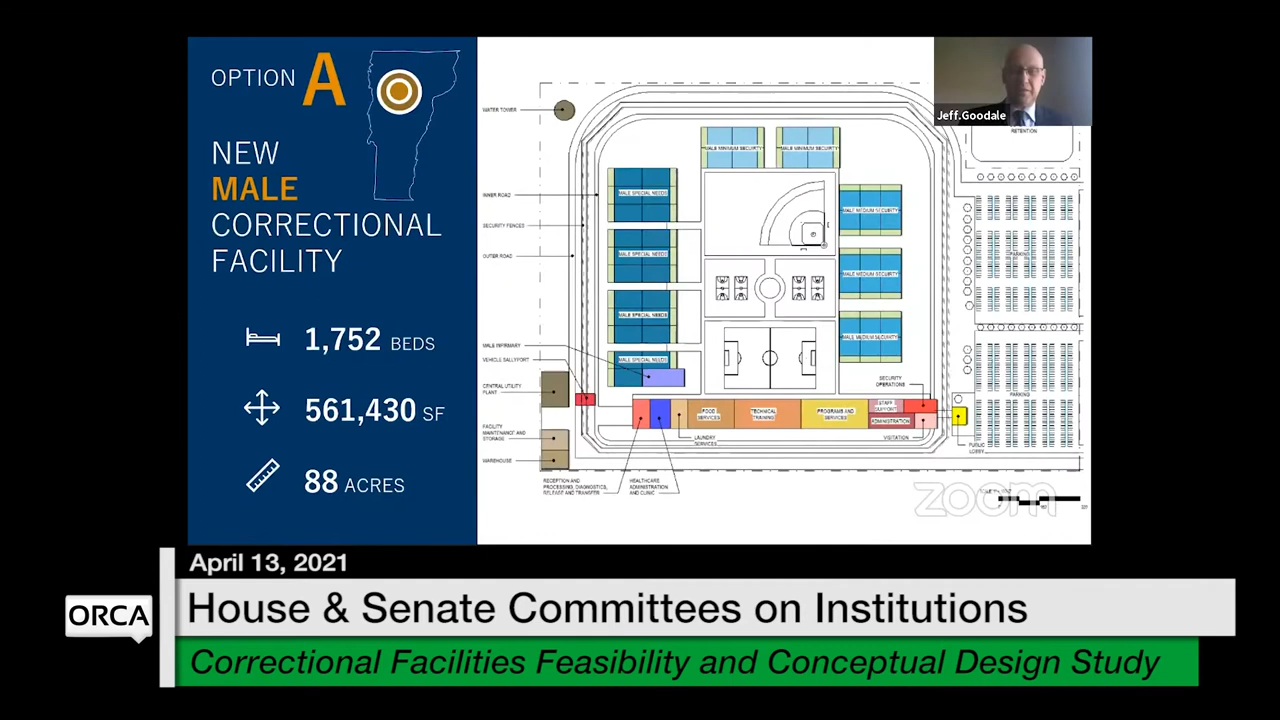 OPTION A
NEW
MALE
CORRECTIONAL
FACILITY
1,752 BEDS
561,430 SF
88 ACRES
WATER TOWER
INNER ROAD
SECURITY FENCES
OUTER ROAD
MALE INFIRMARY
VEHICLE SALLYPORT
CENTRAL UTILITY
PLANT
FACILITY
MAINTENANCE AND
STORAGE
WAREHOUSE
RECEPTION AND
PROCESSING, DIAGNOSTICS,
RELEASE AND TRANSFER
HEALTHCARE
ADMINISTRATION
AND CLINIC
LAUNDRY
SERVICES
MALE MINIMUM SECURITY
MALE MINIMUM SECURITY
MALE SPECIAL NEEDS
MALE SPECIAL NEEDS
MALE SPECIAL NEEDS
MALE SPECIAL NEEDS
MALE MEDIUM SECURITY
MALE MEDIUM SECURITY
MALE MEDIUM SECURITY
FOOD
SERVICES
TECHNICAL
TRAINING
PROGRAMS AND
SERVICES
STAFF
SUPPORT
ADMINISTRATION
SECURITY
OPERATIONS
VISITATION
PUBLIC
LOBBY
RETENTION
PARKING
PARKING
Jeff.Goodale
zoom
April 13, 2021
ORCA
House & Senate Committees on Institutions
Correctional Facilities Feasibility and Conceptual Design Study